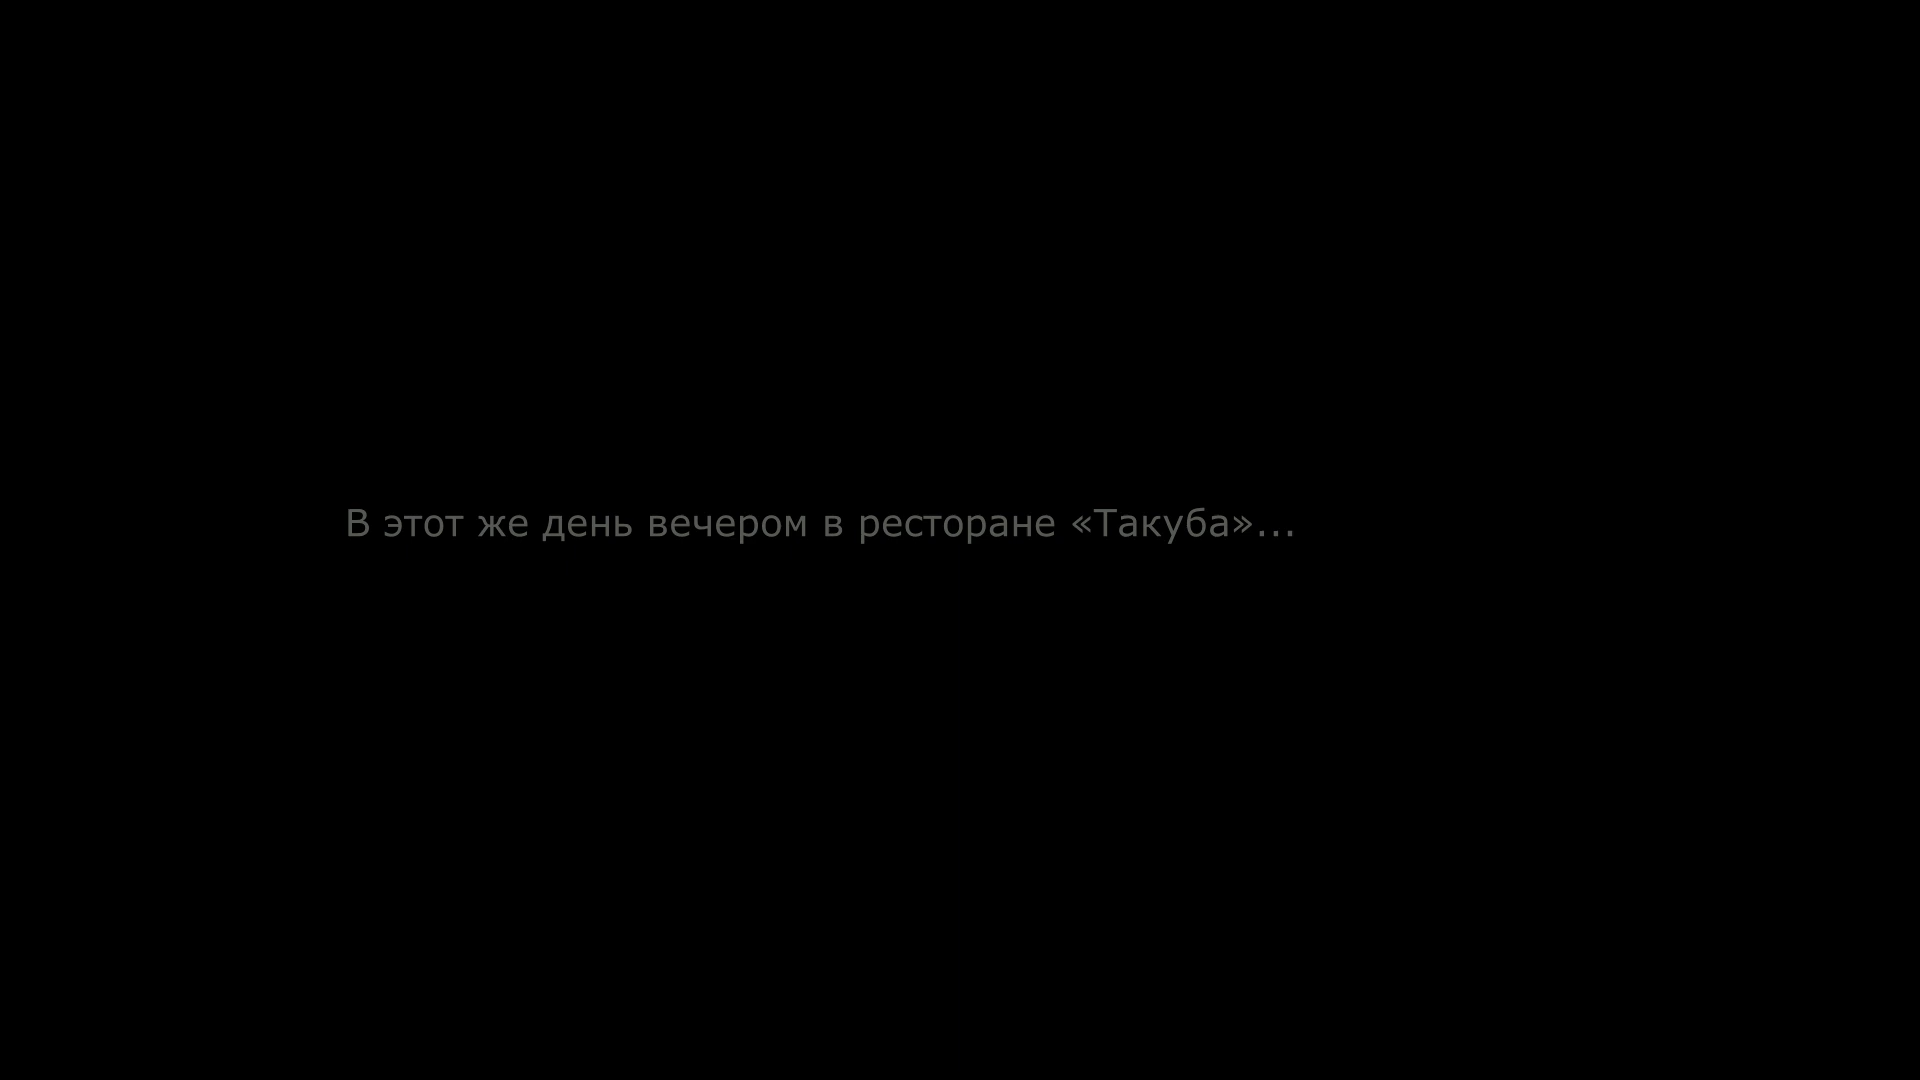 В этот же день вечером в ресторане «Такуба»...